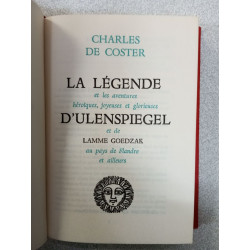 CHARLES
DE COSTER
LA LÉGENDE
et les aventures
héroïques, joyeuses et glorieuses
D'ULENSPIEGEL
et de
LAMME GOEDZAK
au pays de Flandre
et ailleurs